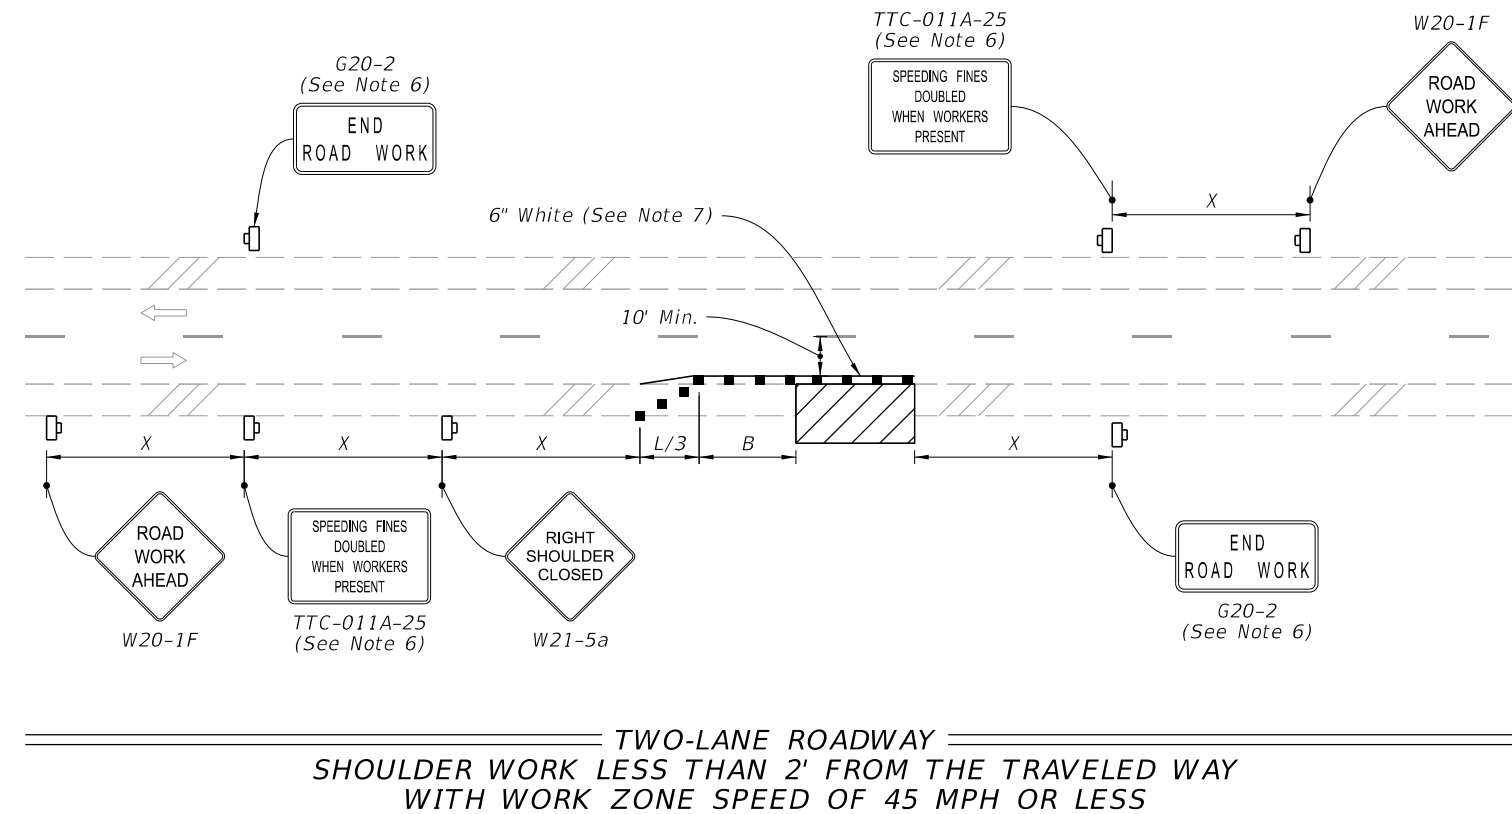 TTC-011A-25
(See Note 6)
SPEEDING FINES
DOUBLED
WHEN WORKERS
PRESENT
W20-1F
ROAD
WORK
AHEAD
G20-2
(See Note 6)
END
ROAD WORK
6" White (See Note 7)
X
10' Min.
X
X
X
L/3
B
X
ROAD
WORK
AHEAD
W20-1F
SPEEDING FINES
DOUBLED
WHEN WORKERS
PRESENT
TTC-011A-25
(See Note 6)
RIGHT
SHOULDER
CLOSED
W21-5a
END
ROAD WORK
G20-2
(See Note 6)
TWO-LANE ROADWAY
SHOULDER WORK LESS THAN 2' FROM THE TRAVELED WAY
WITH WORK ZONE SPEED OF 45 MPH OR LESS